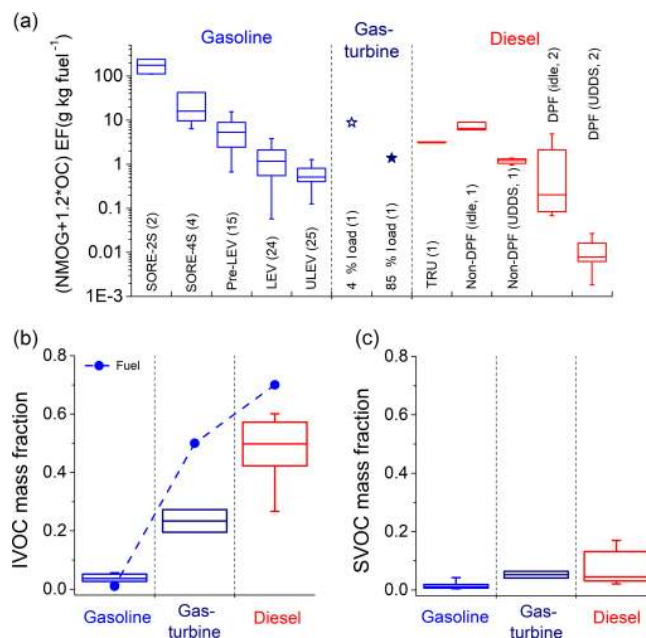 (a)
Gasoline
Gas-
turbine
Diesel
(NMOG+1.2*OC) EF(g kg fuel⁻¹)
100
10
1
0.1
0.01
1E-3
SORE-2S (2)
SORE-4S (4)
Pre-LEV (15)
LEV (24)
ULEV (25)
4 % load (1)
85 % load (1)
TRU (1)
Non-DPF (idle, 1)
Non-DPF (UDDS, 1)
DPF (idle, 2)
DPF (UDDS, 2)
(b)
IVOC mass fraction
0.8
0.6
0.4
0.2
0.0
Fuel
Gasoline
Gas-
turbine
Diesel
(c)
SVOC mass fraction
0.8
0.6
0.4
0.2
0.0
Gasoline
Gas-
turbine
Diesel